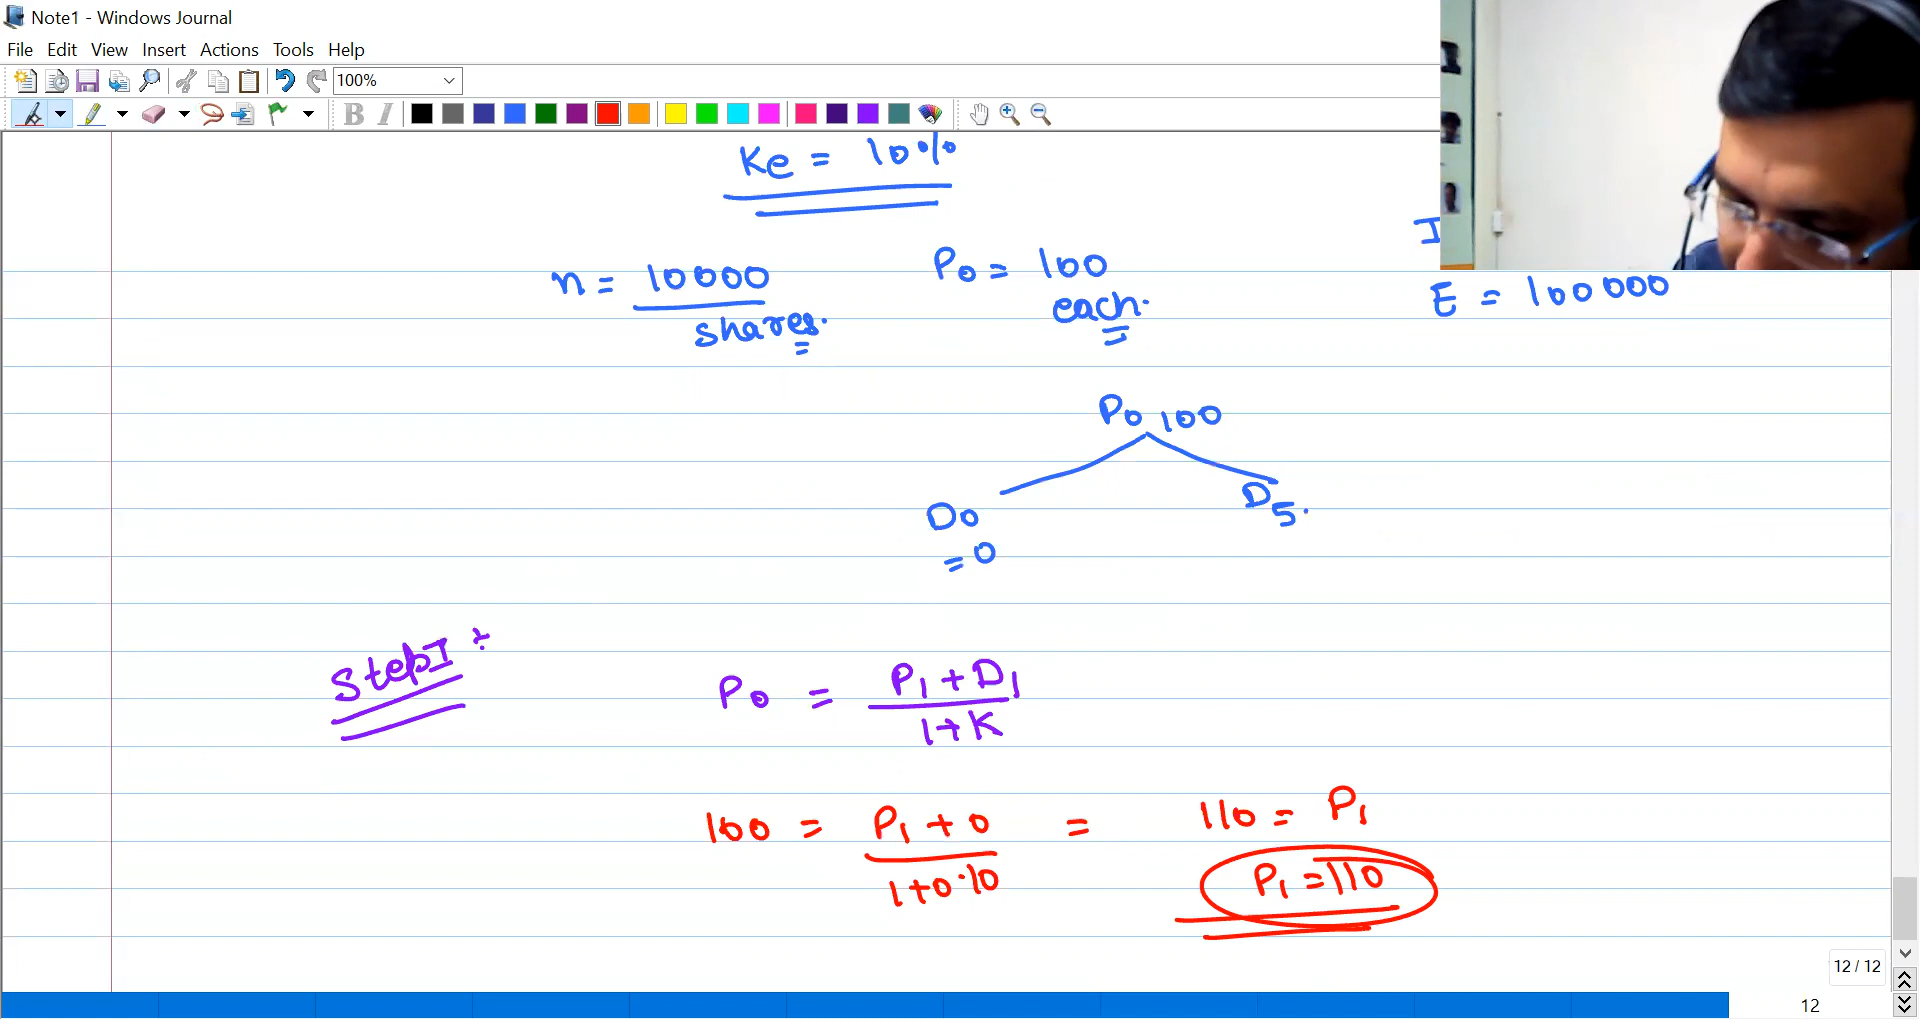 Note1 - Windows Journal
File Edit View Insert Actions Tools Help
100%
B I
Ke = 10%
I
n = 10000 shares.
P0 = 100 each.
E = 100000
P0 100
D0 = 0
D5.
Step I :
P0 = P1 + D1 / 1 + K
100 = P1 + 0 / 1 + 0.10 = 110 = P1
P1 = 110
12 / 12
12